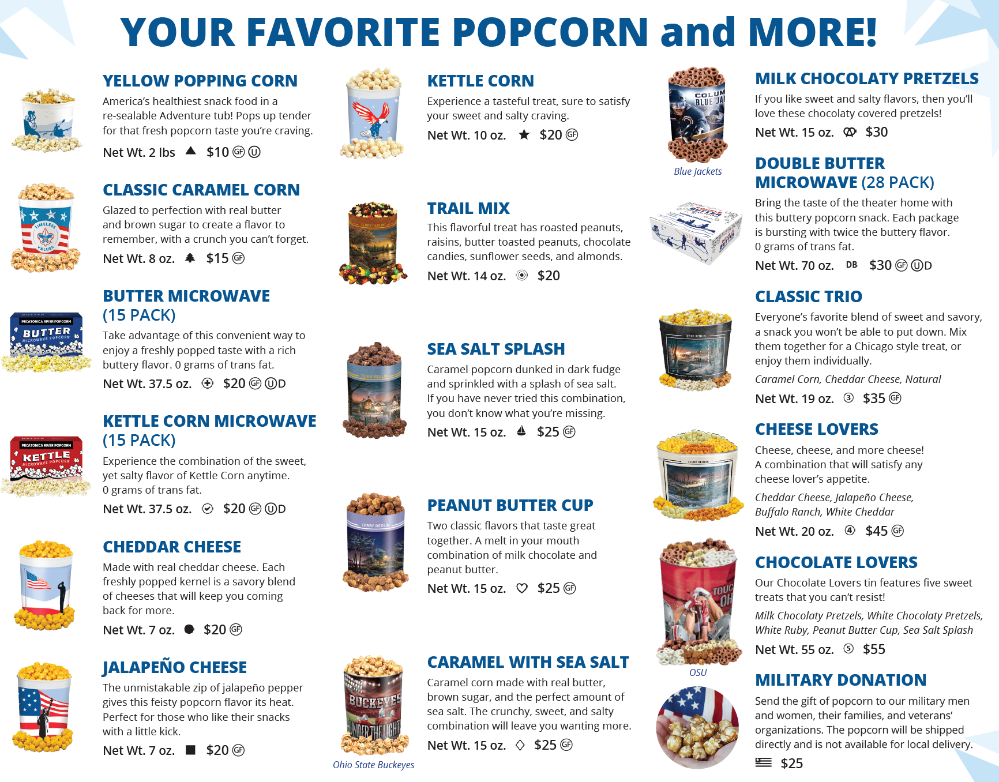 YOUR FAVORITE POPCORN and MORE!
YELLOW POPPING CORN
America's healthiest snack food in a
re-sealable Adventure tub! Pops up tender
for that fresh popcorn taste you're craving.
Net Wt. 2 lbs $10 GF U
CLASSIC CARAMEL CORN
Glazed to perfection with real butter
and brown sugar to create a flavor to
remember, with a crunch you can't forget.
Net Wt. 8 oz. $15 GF
TIMELESS
VALUES
BUTTER MICROWAVE
(15 PACK)
Take advantage of this convenient way to
enjoy a freshly popped taste with a rich
buttery flavor. 0 grams of trans fat.
Net Wt. 37.5 oz. $20 GF U D
PECATONICA RIVER POPCORN
BUTTER
MICROWAVE POPCORN
KETTLE CORN MICROWAVE
(15 PACK)
Experience the combination of the sweet,
yet salty flavor of Kettle Corn anytime.
0 grams of trans fat.
Net Wt. 37.5 oz. $20 GF U D
PECATONICA RIVER POPCORN
KETTLE
MICROWAVE POPCORN
CHEDDAR CHEESE
Made with real cheddar cheese. Each
freshly popped kernel is a savory blend
of cheeses that will keep you coming
back for more.
Net Wt. 7 oz. $20 GF
JALAPEÑO CHEESE
The unmistakable zip of jalapeño pepper
gives this feisty popcorn flavor its heat.
Perfect for those who like their snacks
with a little kick.
Net Wt. 7 oz. $20 GF
KETTLE CORN
Experience a tasteful treat, sure to satisfy
your sweet and salty craving.
Net Wt. 10 oz. $20 GF
TRAIL MIX
This flavorful treat has roasted peanuts,
raisins, butter toasted peanuts, chocolate
candies, sunflower seeds, and almonds.
Net Wt. 14 oz. $20
TERRY REDLIN
SEA SALT SPLASH
Caramel popcorn dunked in dark fudge
and sprinkled with a splash of sea salt.
If you have never tried this combination,
you don't know what you're missing.
Net Wt. 15 oz. $25 GF
TERRY REDLIN
PEANUT BUTTER CUP
Two classic flavors that taste great
together. A melt in your mouth
combination of milk chocolate and
peanut butter.
Net Wt. 15 oz. $25 GF
TERRY REDLIN
CARAMEL WITH SEA SALT
Caramel corn made with real butter,
brown sugar, and the perfect amount of
sea salt. The crunchy, sweet, and salty
combination will leave you wanting more.
Net Wt. 15 oz. $25 GF
BUCKEYES
UNDER THE LIGHT
Ohio State Buckeyes
MILK CHOCOLATY PRETZELS
If you like sweet and salty flavors, then you'll
love these chocolaty covered pretzels!
Net Wt. 15 oz. $30
COLUM
BLUE JA
Blue Jackets
DOUBLE BUTTER
MICROWAVE (28 PACK)
Bring the taste of the theater home with
this buttery popcorn snack. Each package
is bursting with twice the buttery flavor.
0 grams of trans fat.
Net Wt. 70 oz. DB $30 GF U D
CLASSIC TRIO
Everyone's favorite blend of sweet and savory,
a snack you won't be able to put down. Mix
them together for a Chicago style treat, or
enjoy them individually.
Caramel Corn, Cheddar Cheese, Natural
Net Wt. 19 oz. 3 $35 GF
TERRY REDLIN
CHEESE LOVERS
Cheese, cheese, and more cheese!
A combination that will satisfy any
cheese lover's appetite.
Cheddar Cheese, Jalapeño Cheese,
Buffalo Ranch, White Cheddar
Net Wt. 20 oz. 4 $45 GF
TERRY REDLIN
CHOCOLATE LOVERS
Our Chocolate Lovers tin features five sweet
treats that you can't resist!
Milk Chocolaty Pretzels, White Chocolaty Pretzels,
White Ruby, Peanut Butter Cup, Sea Salt Splash
Net Wt. 55 oz. 5 $55
TOUC
OH
OSU
MILITARY DONATION
Send the gift of popcorn to our military men
and women, their families, and veterans'
organizations. The popcorn will be shipped
directly and is not available for local delivery.
$25